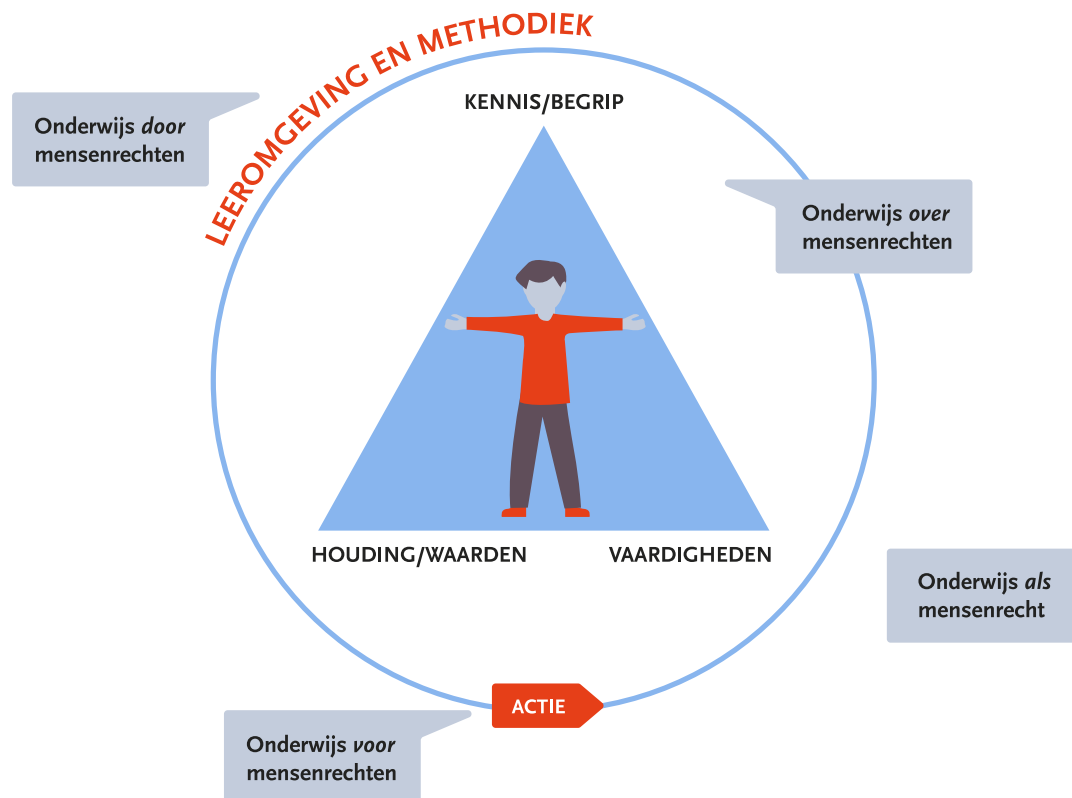 LEEROMGEVING EN METHODIEK
KENNIS/BEGRIP
Onderwijs door
mensenrechten
Onderwijs over
mensenrechten
HOUDING/WAARDEN
VAARDIGHEDEN
Onderwijs als
mensenrecht
ACTIE
Onderwijs voor
mensenrechten